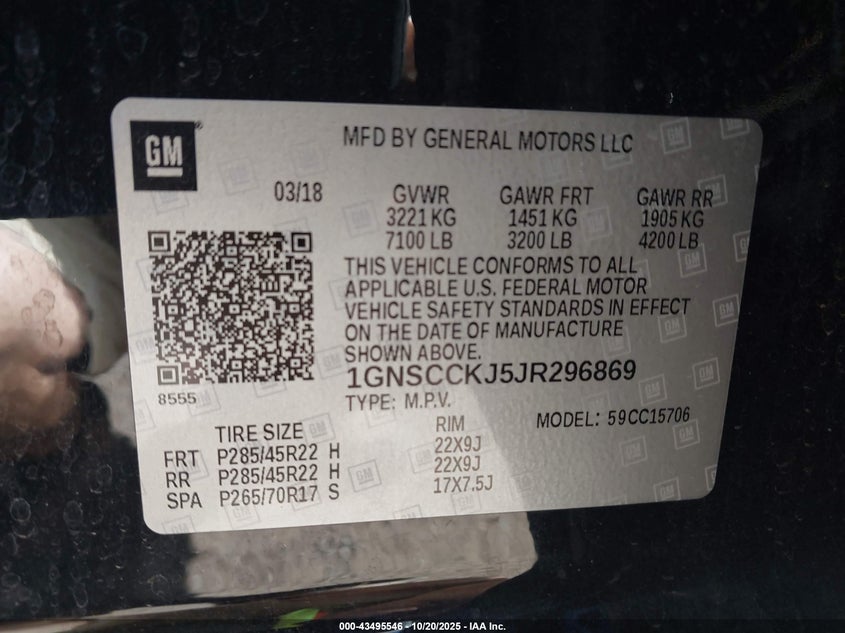 GM®
MFD BY GENERAL MOTORS LLC
03/18 GVWR GAWR FRT GAWR RR
3221 KG 1451 KG 1905 KG
7100 LB 3200 LB 4200 LB
THIS VEHICLE CONFORMS TO ALL
APPLICABLE U.S. FEDERAL MOTOR
VEHICLE SAFETY STANDARDS IN EFFECT
ON THE DATE OF MANUFACTURE
SHOWN ABOVE.
1GNSCCKJ5JR296869
8555
TYPE: M.P.V.
MODEL: 59CC15706
TIRE SIZE RIM
FRT P285/45R22 H 22X9J
RR P285/45R22 H 22X9J
SPA P265/70R17 S 17X7.5J
000-43495546 - 10/20/2025 - IAA Inc.